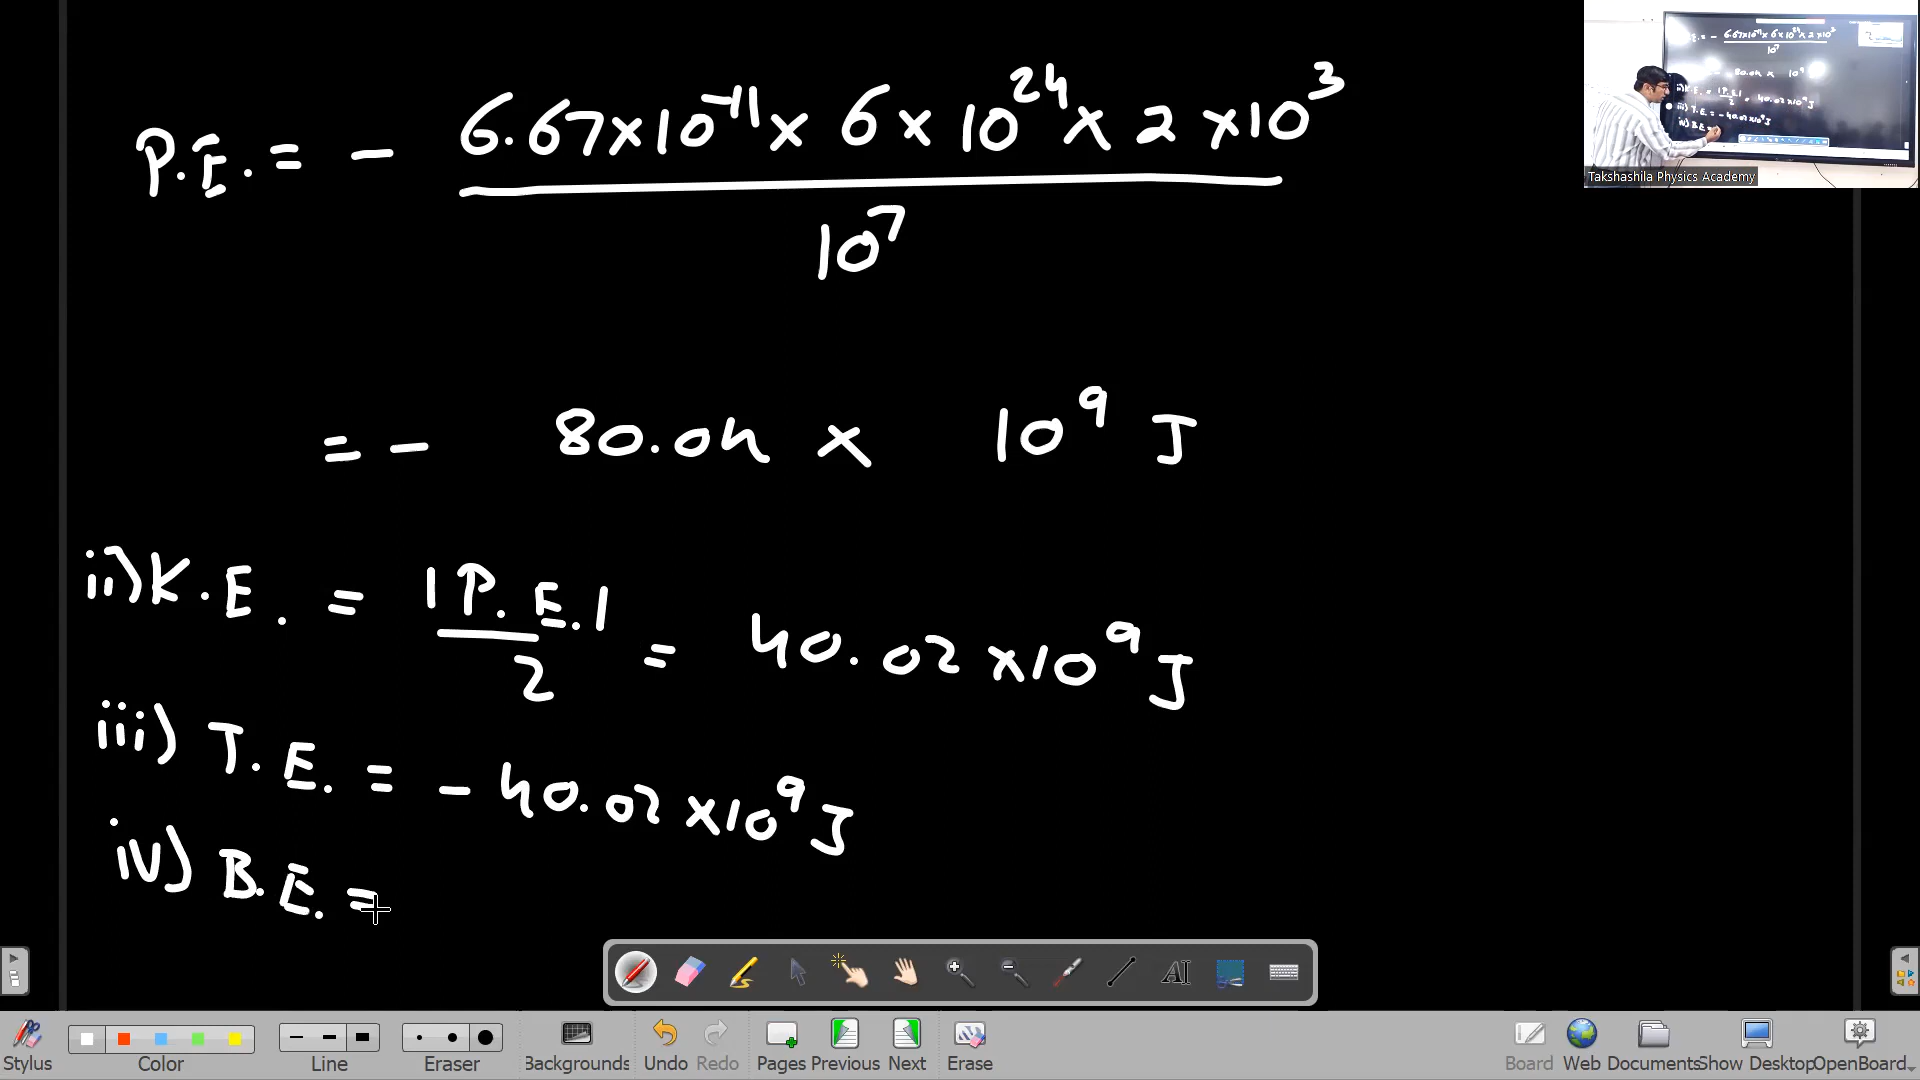 P.E. = - 6.67×10⁻¹¹ × 6 × 10²⁴ × 2 × 10³
10⁷
= - 80.04 × 10⁹ J
ii) K.E. = |P.E.| = 40.02 × 10⁹ J
2
iii) T.E. = - 40.02 × 10⁹ J
iv) B.E. =
Takshashila Physics Academy
Stylus Color Line Eraser Backgrounds Undo Redo Pages Previous Next Erase Board Web Documents Show Desktop OpenBoard